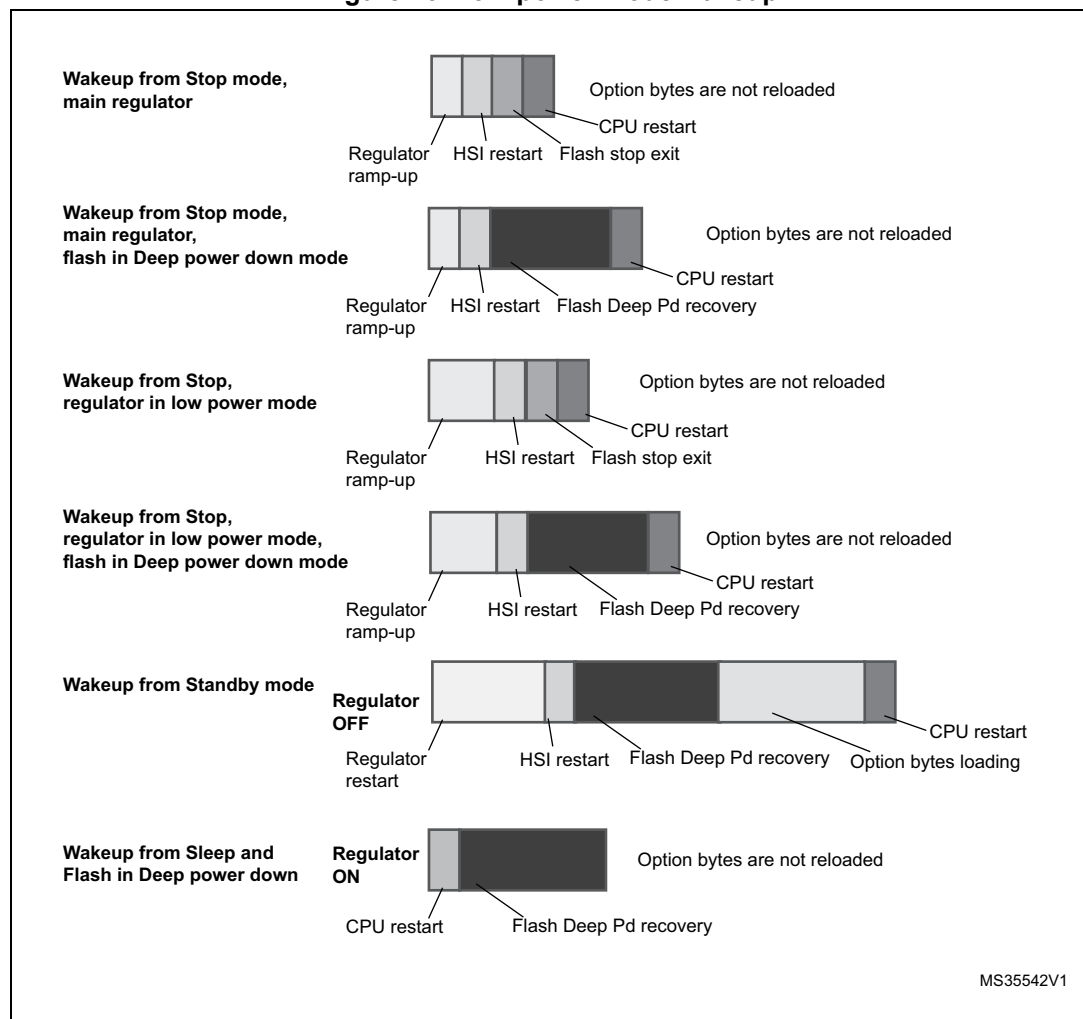 Wakeup from Stop mode,
main regulator
Option bytes are not reloaded
CPU restart
Regulator
ramp-up
HSI restart
Flash stop exit
Wakeup from Stop mode,
main regulator,
flash in Deep power down mode
Option bytes are not reloaded
CPU restart
Regulator
ramp-up
HSI restart
Flash Deep Pd recovery
Wakeup from Stop,
regulator in low power mode
Option bytes are not reloaded
CPU restart
Regulator
ramp-up
HSI restart
Flash stop exit
Wakeup from Stop,
regulator in low power mode,
flash in Deep power down mode
Option bytes are not reloaded
CPU restart
Regulator
ramp-up
HSI restart
Flash Deep Pd recovery
Wakeup from Standby mode
Regulator
OFF
CPU restart
Regulator
restart
HSI restart
Flash Deep Pd recovery
Option bytes loading
Wakeup from Sleep and
Flash in Deep power down
Regulator
ON
Option bytes are not reloaded
CPU restart
Flash Deep Pd recovery
MS35542V1